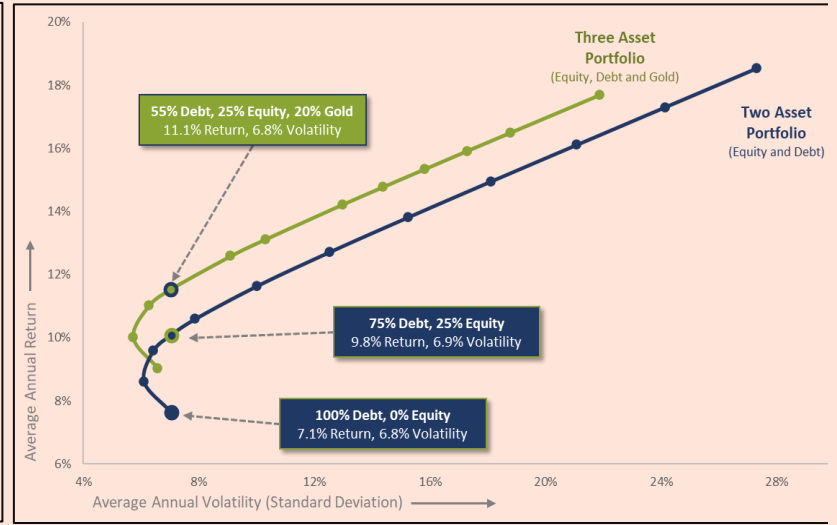 20%
18%
16%
14%
12%
10%
8%
6%
4%
8%
12%
16%
20%
24%
28%
Average Annual Return
Average Annual Volatility (Standard Deviation)
Three Asset
Portfolio
(Equity, Debt and Gold)
Two Asset
Portfolio
(Equity and Debt)
55% Debt, 25% Equity, 20% Gold
11.1% Return, 6.8% Volatility
75% Debt, 25% Equity
9.8% Return, 6.9% Volatility
100% Debt, 0% Equity
7.1% Return, 6.8% Volatility